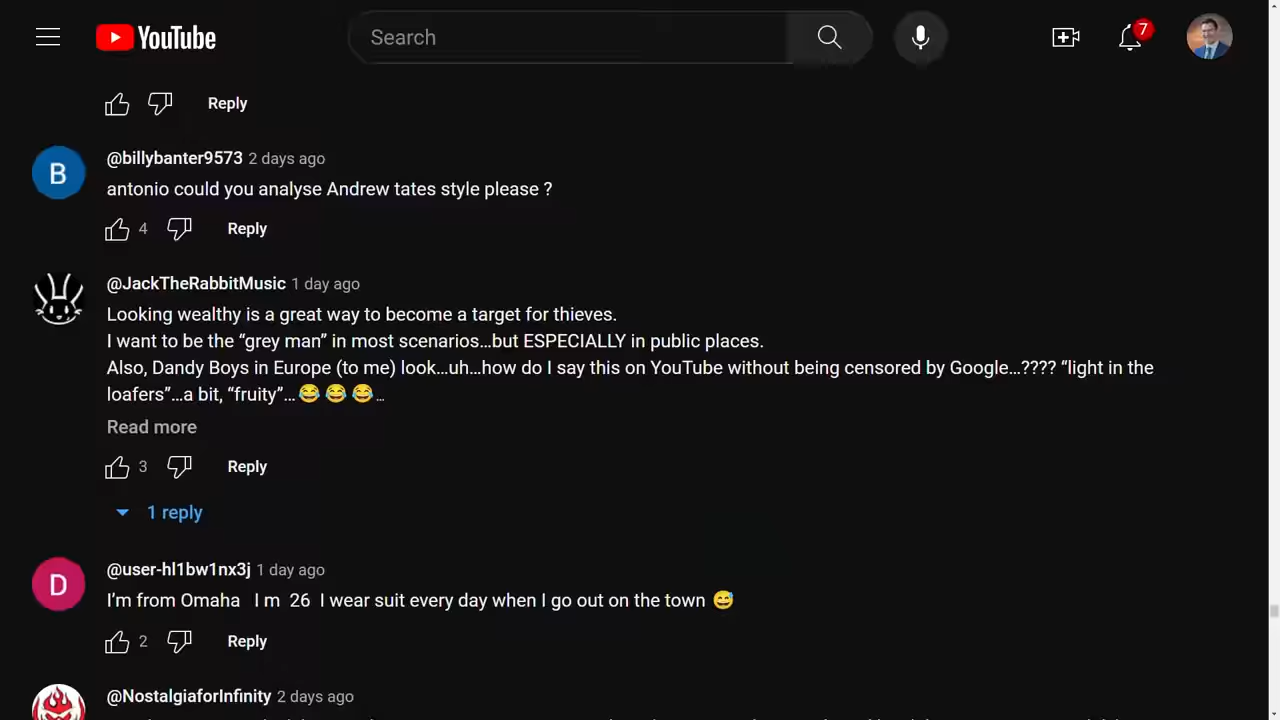 YouTube
Search
7
Reply
B
@billybanter9573 2 days ago
antonio could you analyse Andrew tates style please ?
4 Reply
@JackTheRabbitMusic 1 day ago
Looking wealthy is a great way to become a target for thieves.
I want to be the “grey man” in most scenarios…but ESPECIALLY in public places.
Also, Dandy Boys in Europe (to me) look…uh…how do I say this on YouTube without being censored by Google…???? “light in the
loafers”…a bit, “fruity”…😂 😂 😂 …
Read more
3 Reply
1 reply
D
@user-hl1bw1nx3j 1 day ago
I’m from Omaha I m 26 I wear suit every day when I go out on the town 😅
2 Reply
@NostalgiaforInfinity 2 days ago